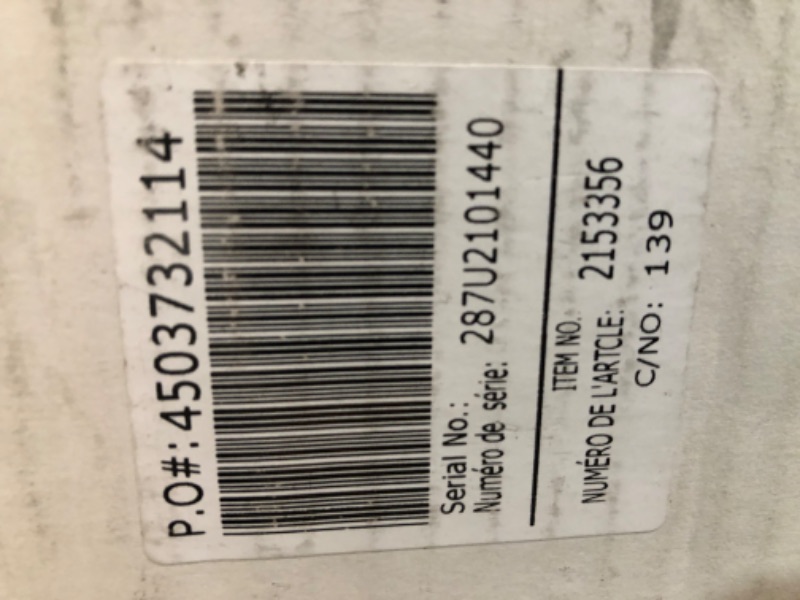 P.O#:4503732114
Serial No.:
Numéro de série: 287U2101440
ITEM NO.
NUMÉRO DE L'ARTCLE: 2153356
C/NO: 139